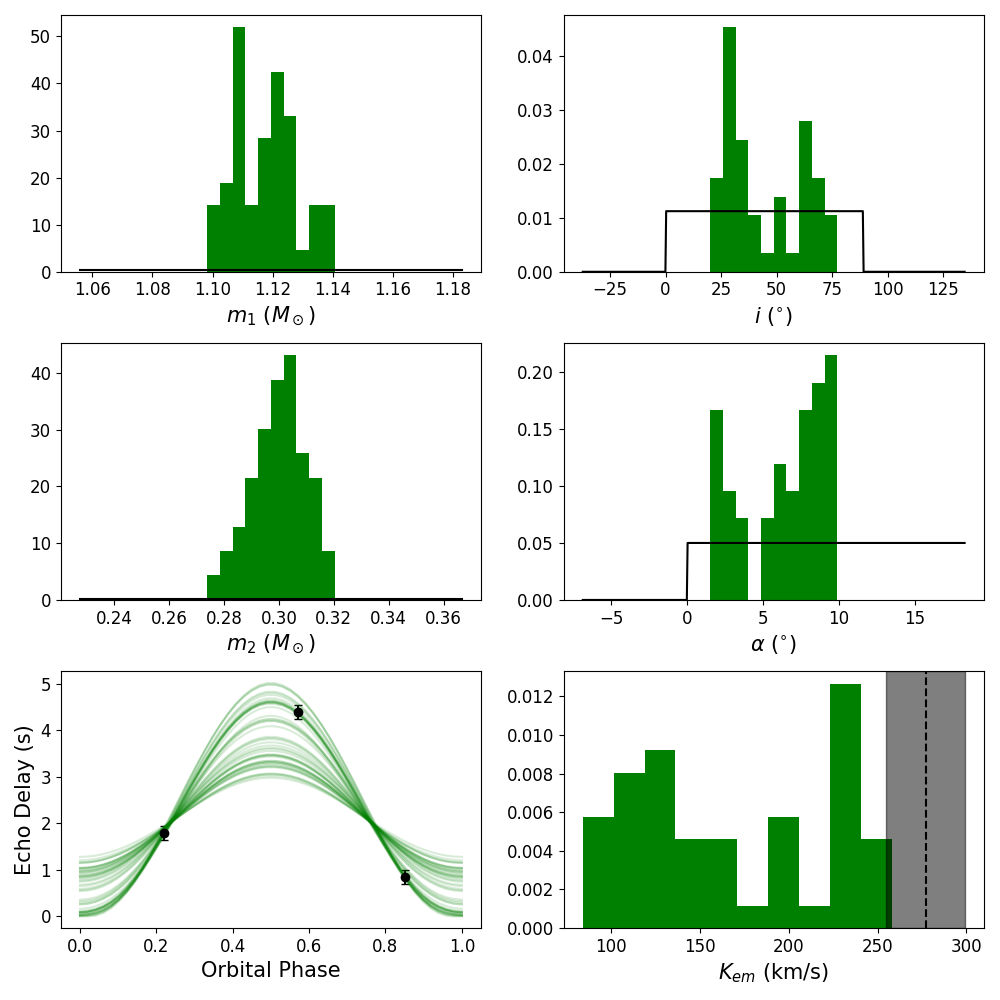 50
40
30
20
10
0
1.06 1.08 1.10 1.12 1.14 1.16 1.18
m₁ (M⊙)
0.04
0.03
0.02
0.01
0.00
−25 0 25 50 75 100 125
i (°)
40
30
20
10
0
0.24 0.26 0.28 0.30 0.32 0.34 0.36
m₂ (M⊙)
0.20
0.15
0.10
0.05
0.00
−5 0 5 10 15
α (°)
5
4
3
2
1
0
Echo Delay (s)
0.0 0.2 0.4 0.6 0.8 1.0
Orbital Phase
0.012
0.010
0.008
0.006
0.004
0.002
0.000
100 150 200 250 300
Kₑₘ (km/s)